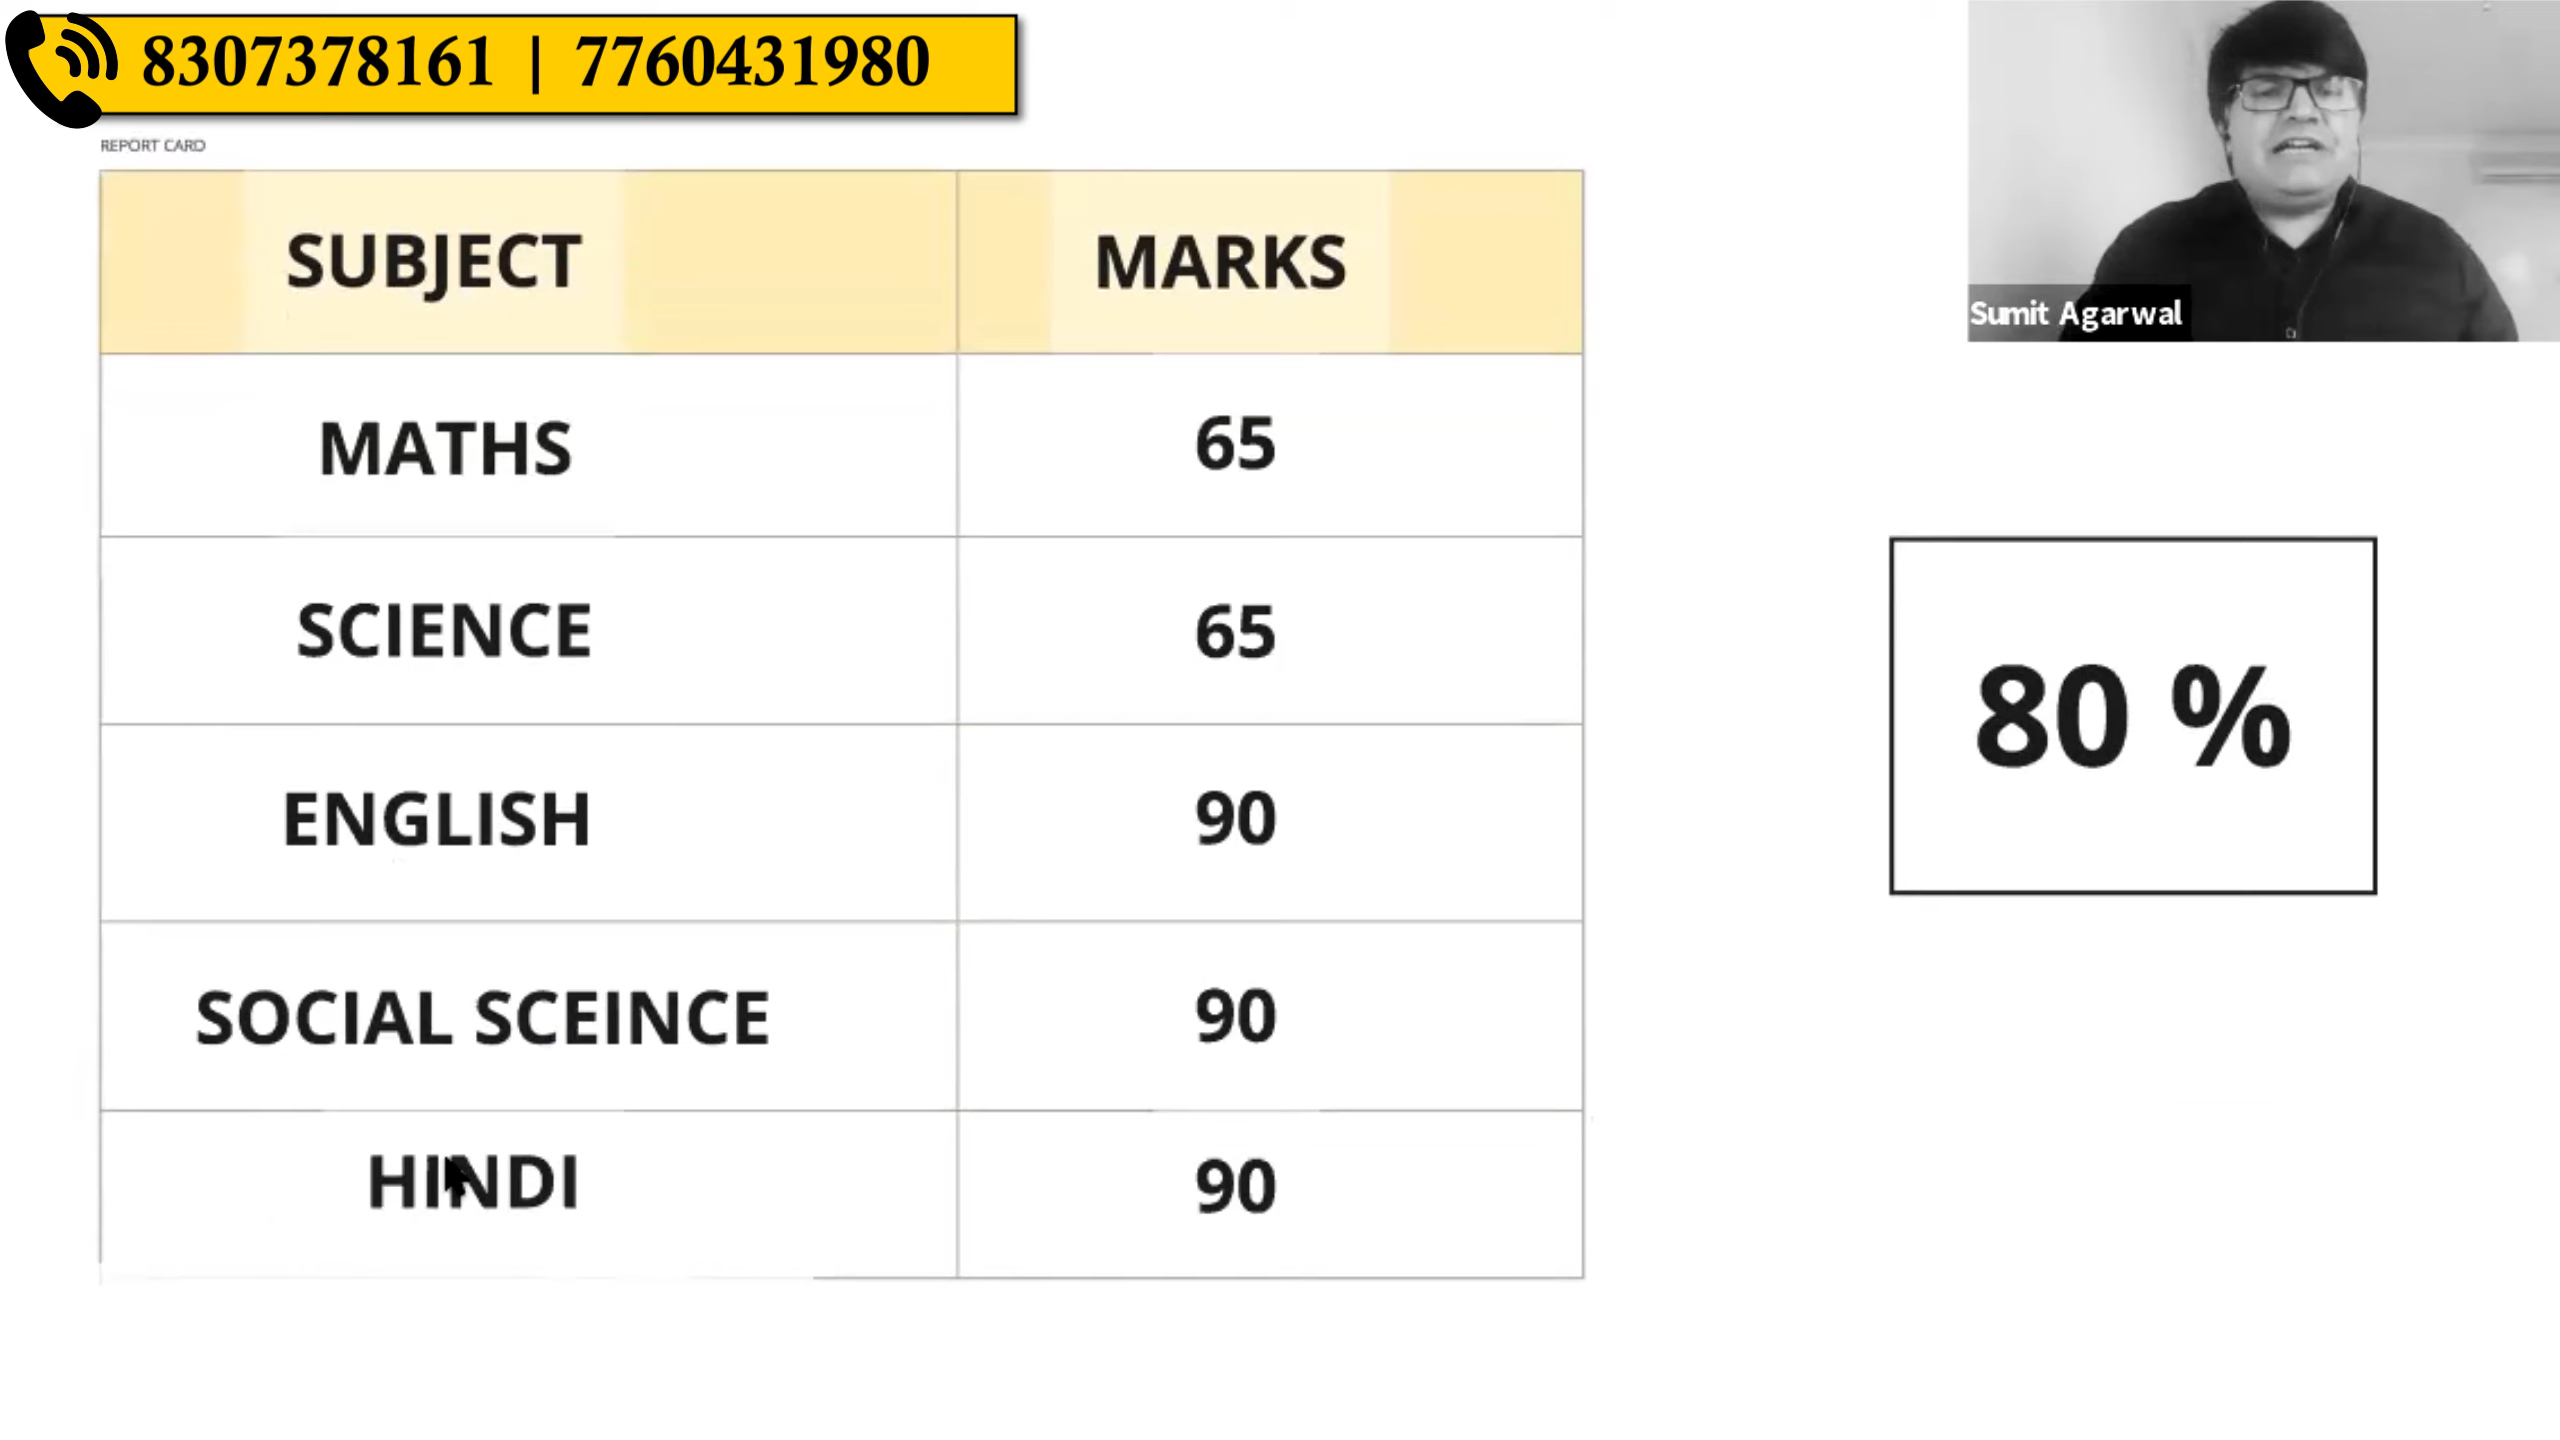 8307378161 | 7760431980
REPORT CARD
SUBJECT MARKS
MATHS 65
SCIENCE 65
ENGLISH 90
SOCIAL SCEINCE 90
HINDI 90
Sumit Agarwal
80 %